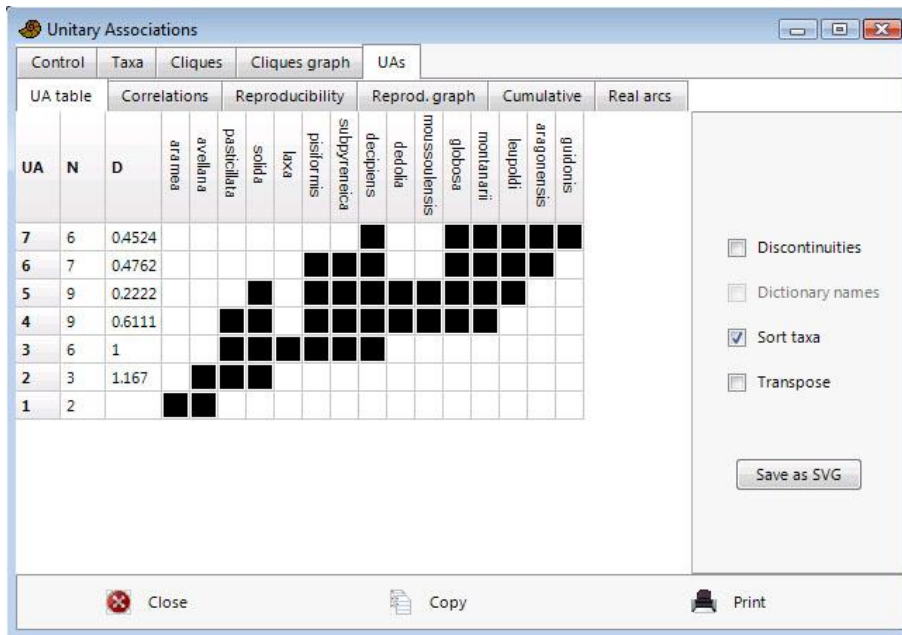 Unitary Associations
Control Taxa Cliques Cliques graph UAs
UA table Correlations Reproducibility Reprod. graph Cumulative Real arcs
UA N D aramea avellana pasticillata solida laxa pisiformis subpyreneica decipiens dedolia moussoulensis globosa montanarii leupoldi aragonensis guidonis
7 6 0.4524
6 7 0.4762
5 9 0.2222
4 9 0.6111
3 6 1
2 3 1.167
1 2
Discontinuities
Dictionary names
Sort taxa
Transpose
Save as SVG
Close Copy Print